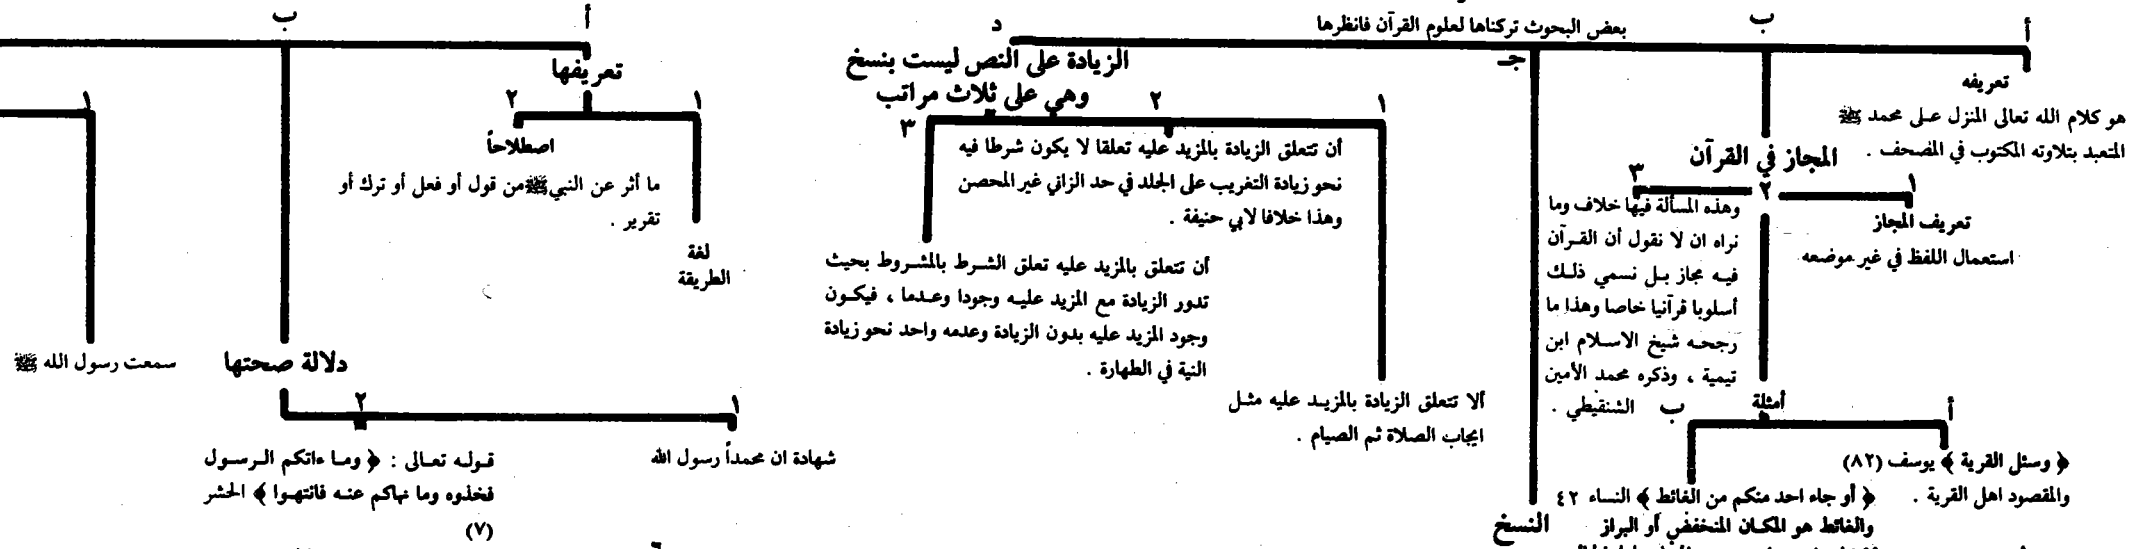 بعض البحوث تركناها لعلوم القرآن فانظرها
أ
ب
جـ
د
تعريفه
هو كلام الله تعالى المنزل على محمد ﷺ
المتعبد بتلاوته المكتوب في المصحف .
المجاز في القرآن
١
٢
٣
تعريف المجاز
استعمال اللفظ في غير موضعه
وهذه المسألة فيها خلاف وما
نراه ان لا نقول أن القرآن
فيه مجاز بل نسمي ذلك
أسلوبا قرآنيا خاصا وهذا ما
رجحه شيخ الاسلام ابن
تيمية ، وذكره محمد الأمين
الشنقيطي .
أمثلة
أ
ب
﴿ وسئل القرية ﴾ يوسف (٨٢)
والمقصود اهل القرية .
﴿ أو جاء احد منكم من الغائط ﴾ النساء ٤٢
والغائط هو المكان المنخفض أو البراز
النسخ
الزيادة على النص ليست بنسخ
وهي على ثلاث مراتب
١
٢
٣
ألا تتعلق الزيادة بالمزيد عليه مثل
ايجاب الصلاة ثم الصيام .
أن تتعلق الزيادة بالمزيد عليه تعلقا لا يكون شرطا فيه
نحو زيادة التغريب على الجلد في حد الزاني غير المحصن
وهذا خلافا لابي حنيفة .
أن تتعلق بالمزيد عليه تعلق الشرط بالمشروط بحيث
تدور الزيادة مع المزيد عليه وجودا وعدما ، فيكون
وجود المزيد عليه بدون الزيادة وعدمه واحد نحو زيادة
النية في الطهارة .
أ
ب
تعريفها
١
٢
لغة
الطريقة
اصطلاحاً
ما أثر عن النبي ﷺ من قول أو فعل أو ترك أو
تقرير .
دلالة صحتها
١
٢
شهادة ان محمداً رسول الله
قوله تعالى : ﴿ وما ءاتكم الرسول
فخذوه وما نهاكم عنه فانتهوا ﴾ الحشر
(٧)
١
سمعت رسول الله ﷺ